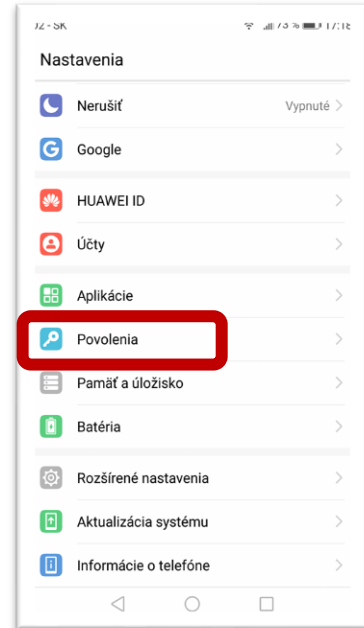 Nastavenia
Nerušiť Vypnuté
Google
HUAWEI ID
Účty
Aplikácie
Povolenia
Pamäť a úložisko
Batéria
Rozšírené nastavenia
Aktualizácia systému
Informácie o telefóne